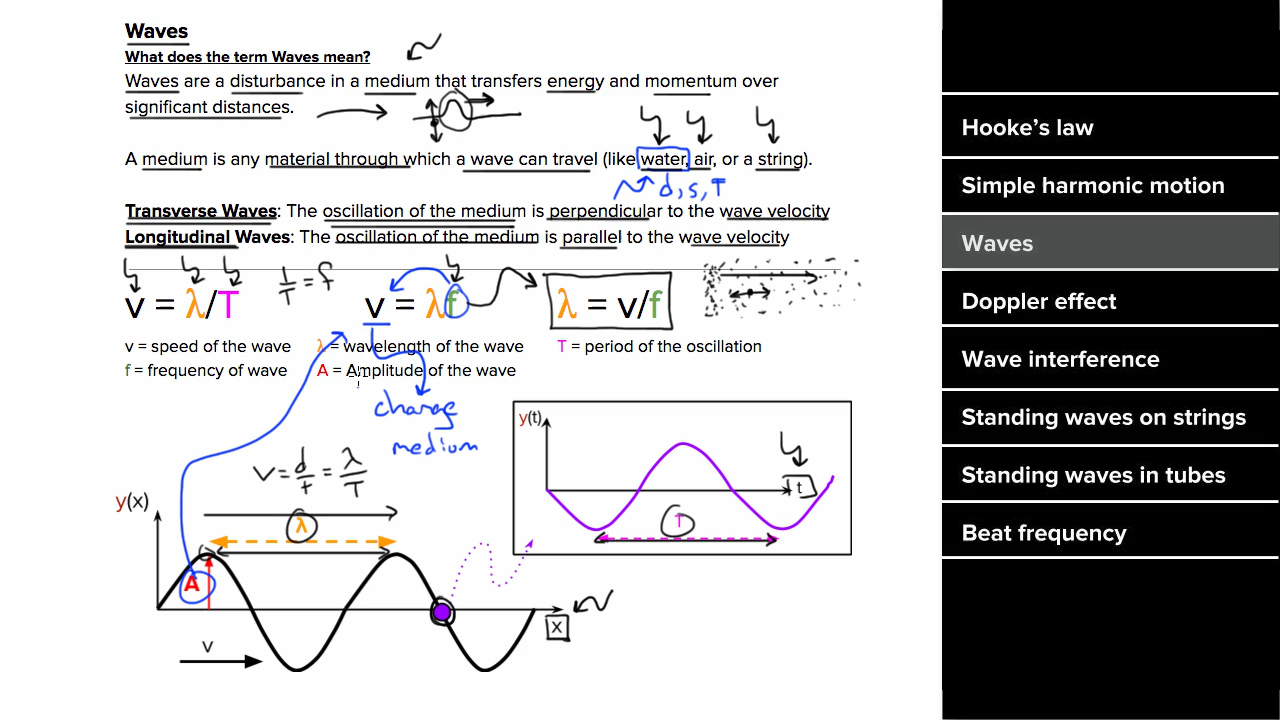 Waves
What does the term Waves mean?
Waves are a disturbance in a medium that transfers energy and momentum over
significant distances.
A medium is any material through which a wave can travel (like water, air, or a string).
d, s, T
Transverse Waves: The oscillation of the medium is perpendicular to the wave velocity
Longitudinal Waves: The oscillation of the medium is parallel to the wave velocity
v = λ/T
1/T = f
v = λf
λ = v/f
v = speed of the wave
λ = wavelength of the wave
T = period of the oscillation
f = frequency of wave
A = Amplitude of the wave
change
medium
v = d/t = λ/T
y(x)
λ
A
v
x
y(t)
t
T
Hooke’s law
Simple harmonic motion
Waves
Doppler effect
Wave interference
Standing waves on strings
Standing waves in tubes
Beat frequency